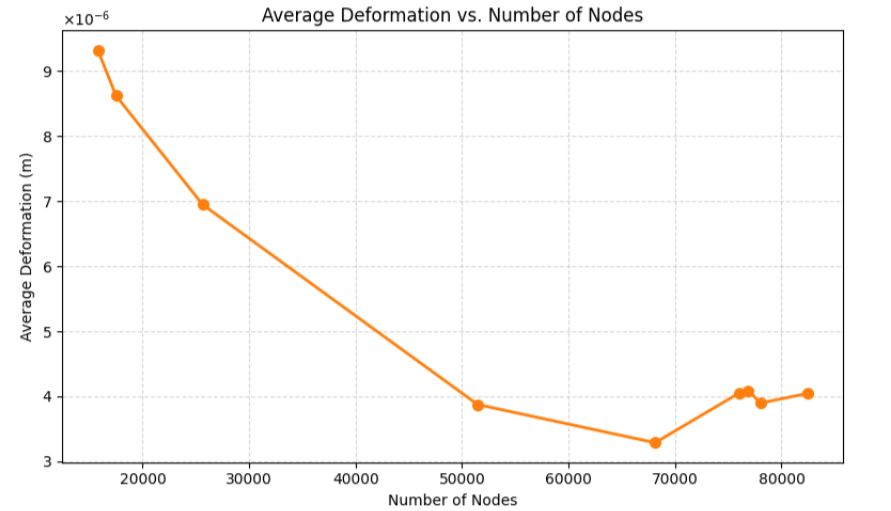 Average Deformation vs. Number of Nodes
×10⁻⁶
9
8
7
6
5
4
3
Average Deformation (m)
20000 30000 40000 50000 60000 70000 80000
Number of Nodes